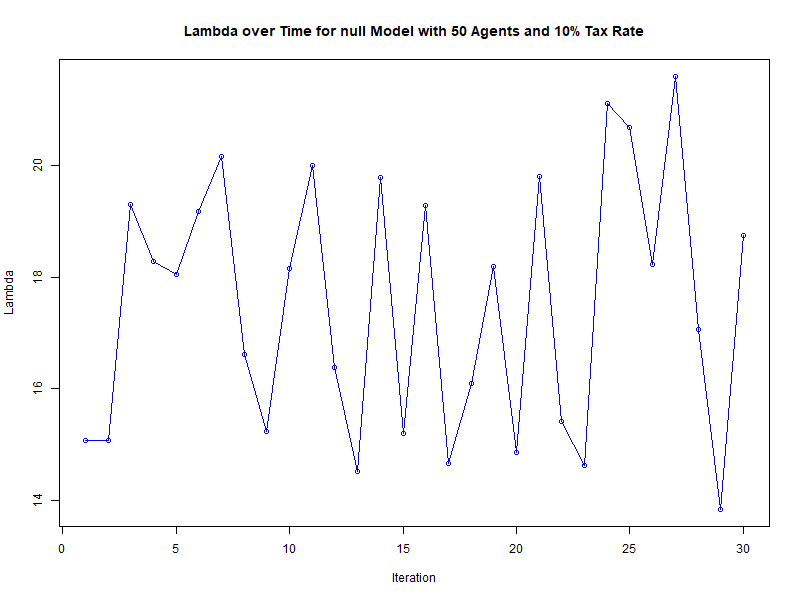 Lambda over Time for null Model with 50 Agents and 10% Tax Rate
Lambda
20
18
16
14
0 5 10 15 20 25 30
Iteration